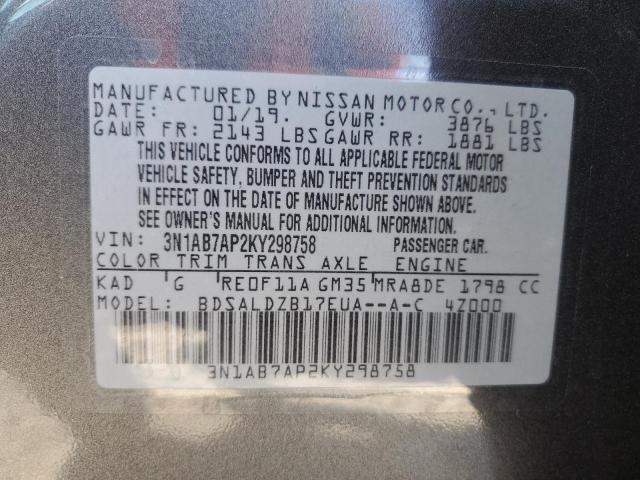 MANUFACTURED BY NISSAN MOTOR CO., LTD.
DATE: 01/19. GVWR: 3876 LBS
GAWR FR: 2143 LBS GAWR RR: 1881 LBS
THIS VEHICLE CONFORMS TO ALL APPLICABLE FEDERAL MOTOR
VEHICLE SAFETY, BUMPER AND THEFT PREVENTION STANDARDS
IN EFFECT ON THE DATE OF MANUFACTURE SHOWN ABOVE.
SEE OWNER'S MANUAL FOR ADDITIONAL INFORMATION.
VIN: 3N1AB7AP2KY298758 PASSENGER CAR.
COLOR TRIM TRANS AXLE ENGINE
KAD G RE0F11A GM35 MRA8DE 1798 CC
MODEL: BDSALDZB17EUA--A-C 4Z000
3N1AB7AP2KY298758